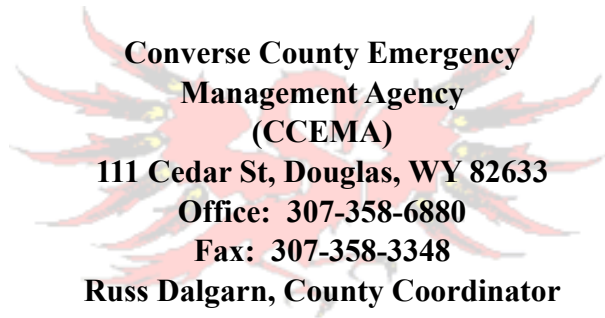 Converse County Emergency
Management Agency
(CCEMA)
111 Cedar St, Douglas, WY 82633
Office:  307-358-6880
Fax:  307-358-3348
Russ Dalgarn, County Coordinator